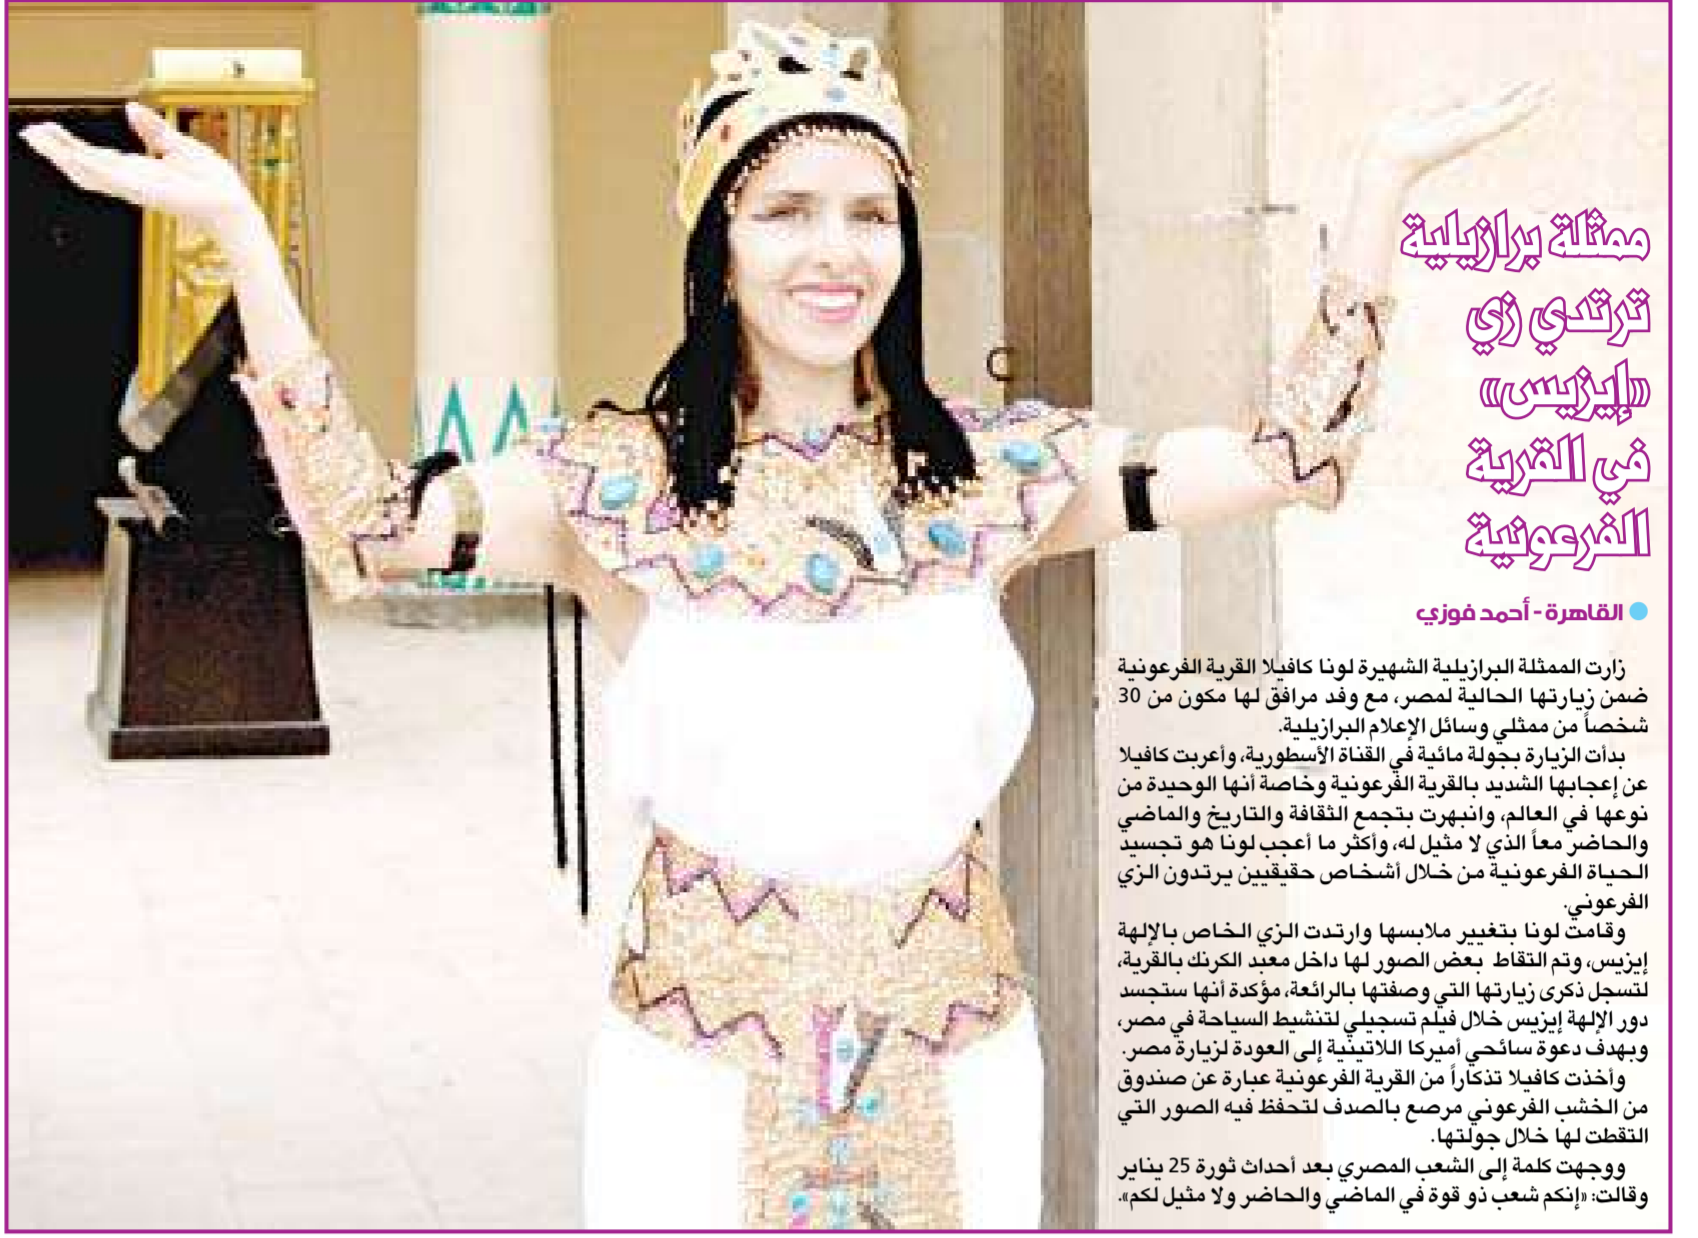 ممثلة برازيلية
ترتدي زي
«إيزيس»
في القرية
الفرعونية
القاهرة - أحمد فوزي
زارت الممثلة البرازيلية الشهيرة لونا كافيلا القرية الفرعونية
ضمن زيارتها الحالية لمصر، مع وفد مرافق لها مكون من 30
شخصاً من ممثلي وسائل الإعلام البرازيلية.
بدأت الزيارة بجولة مائية في القناة الأسطورية، وأعربت كافيلا
عن إعجابها الشديد بالقرية الفرعونية وخاصة أنها الوحيدة من
نوعها في العالم، وانبهرت بتجمع الثقافة والتاريخ والماضي
والحاضر معاً الذي لا مثيل له، وأكثر ما أعجب لونا هو تجسيد
الحياة الفرعونية من خلال أشخاص حقيقيين يرتدون الزي
الفرعوني.
وقامت لونا بتغيير ملابسها وارتدت الزي الخاص بالإلهة
إيزيس، وتم التقاط بعض الصور لها داخل معبد الكرنك بالقرية،
لتسجل ذكرى زيارتها التي وصفتها بالرائعة، مؤكدة أنها ستجسد
دور الإلهة إيزيس خلال فيلم تسجيلي لتنشيط السياحة في مصر،
وبهدف دعوة سائحي أميركا اللاتينية إلى العودة لزيارة مصر.
وأخذت كافيلا تذكاراً من القرية الفرعونية عبارة عن صندوق
من الخشب الفرعوني مرصع بالصدف لتحفظ فيه الصور التي
التقطت لها خلال جولتها.
ووجهت كلمة إلى الشعب المصري بعد أحداث ثورة 25 يناير
وقالت: «إنكم شعب ذو قوة في الماضي والحاضر ولا مثيل لكم».